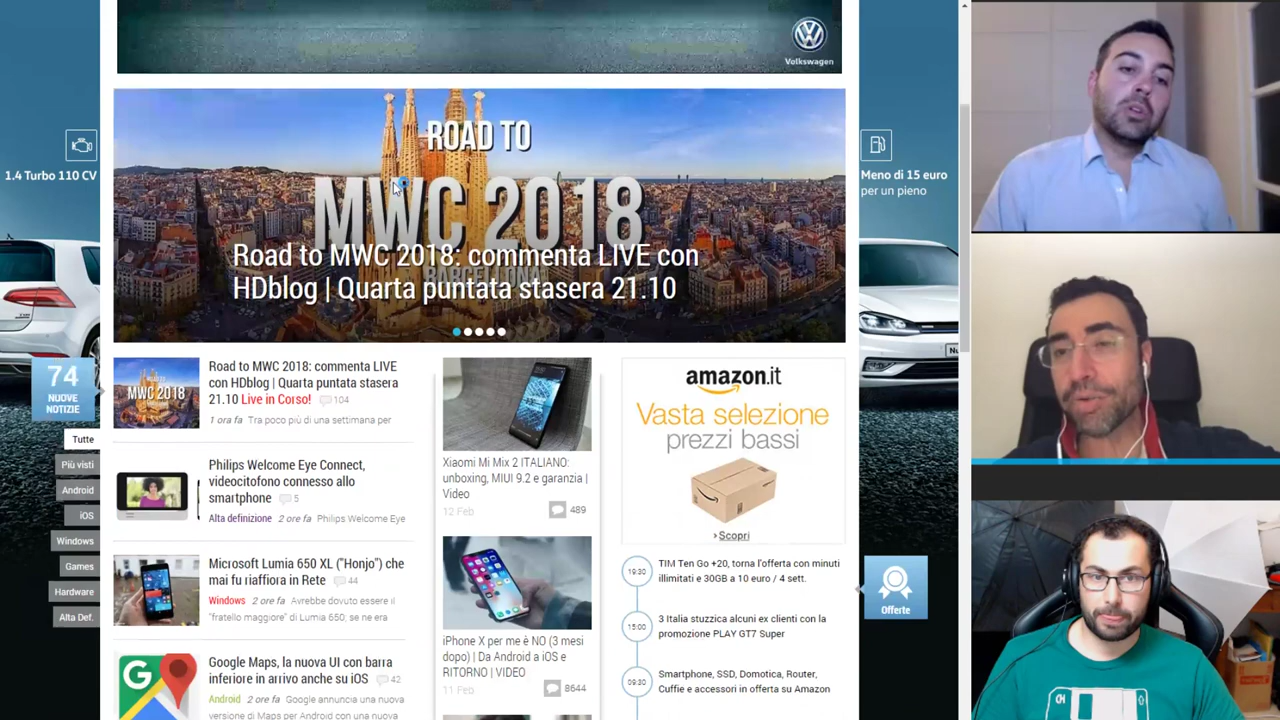 Volkswagen
ROAD TO
MWC 2018
BARCELLONA
Road to MWC 2018: commenta LIVE con
HDblog | Quarta puntata stasera 21.10
1.4 Turbo 110 CV
Meno di 15 euro
per un pieno
74
NUOVE
NOTIZIE
Tutte
Più visti
Android
iOS
Windows
Games
Hardware
Alta Def.
ROAD TO
MWC 2018
Road to MWC 2018: commenta LIVE
con HDblog | Quarta puntata stasera
21.10 Live in Corso! 104
1 ora fa Tra poco più di una settimana per
Philips Welcome Eye Connect,
videocitofono connesso allo
smartphone 5
Alta definizione 2 ore fa Philips Welcome Eye
Microsoft Lumia 650 XL ("Honjo") che
mai fu riaffiora in Rete 44
Windows 2 ore fa Avrebbe dovuto essere il
"fratello maggiore" di Lumia 650; se ne era
Google Maps, la nuova UI con barra
inferiore in arrivo anche su iOS 42
Android 2 ore fa Google annuncia una nuova
versione di Maps per Android con una nuova
G
Xiaomi Mi Mix 2 ITALIANO:
unboxing, MIUI 9.2 e garanzia |
Video
12 Feb 489
iPhone X per me è NO (3 mesi
dopo) | Da Android a iOS e
RITORNO | VIDEO
11 Feb 8644
amazon.it
Vasta selezione
prezzi bassi
› Scopri
19:30 TIM Ten Go +20, torna l'offerta con minuti
illimitati e 30GB a 10 euro / 4 sett.
15:00 3 Italia stuzzica alcuni ex clienti con la
promozione PLAY GT7 Super
09:30 Smartphone, SSD, Domotica, Router,
Cuffie e accessori in offerta su Amazon
Offerte